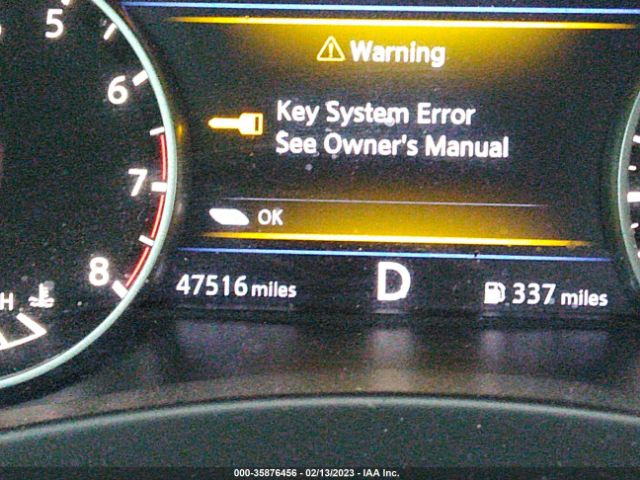 5
6
7
8
H
Warning
Key System Error
See Owner's Manual
OK
47516 miles
D
337 miles
000-35876456 - 02/13/2023 - IAA Inc.